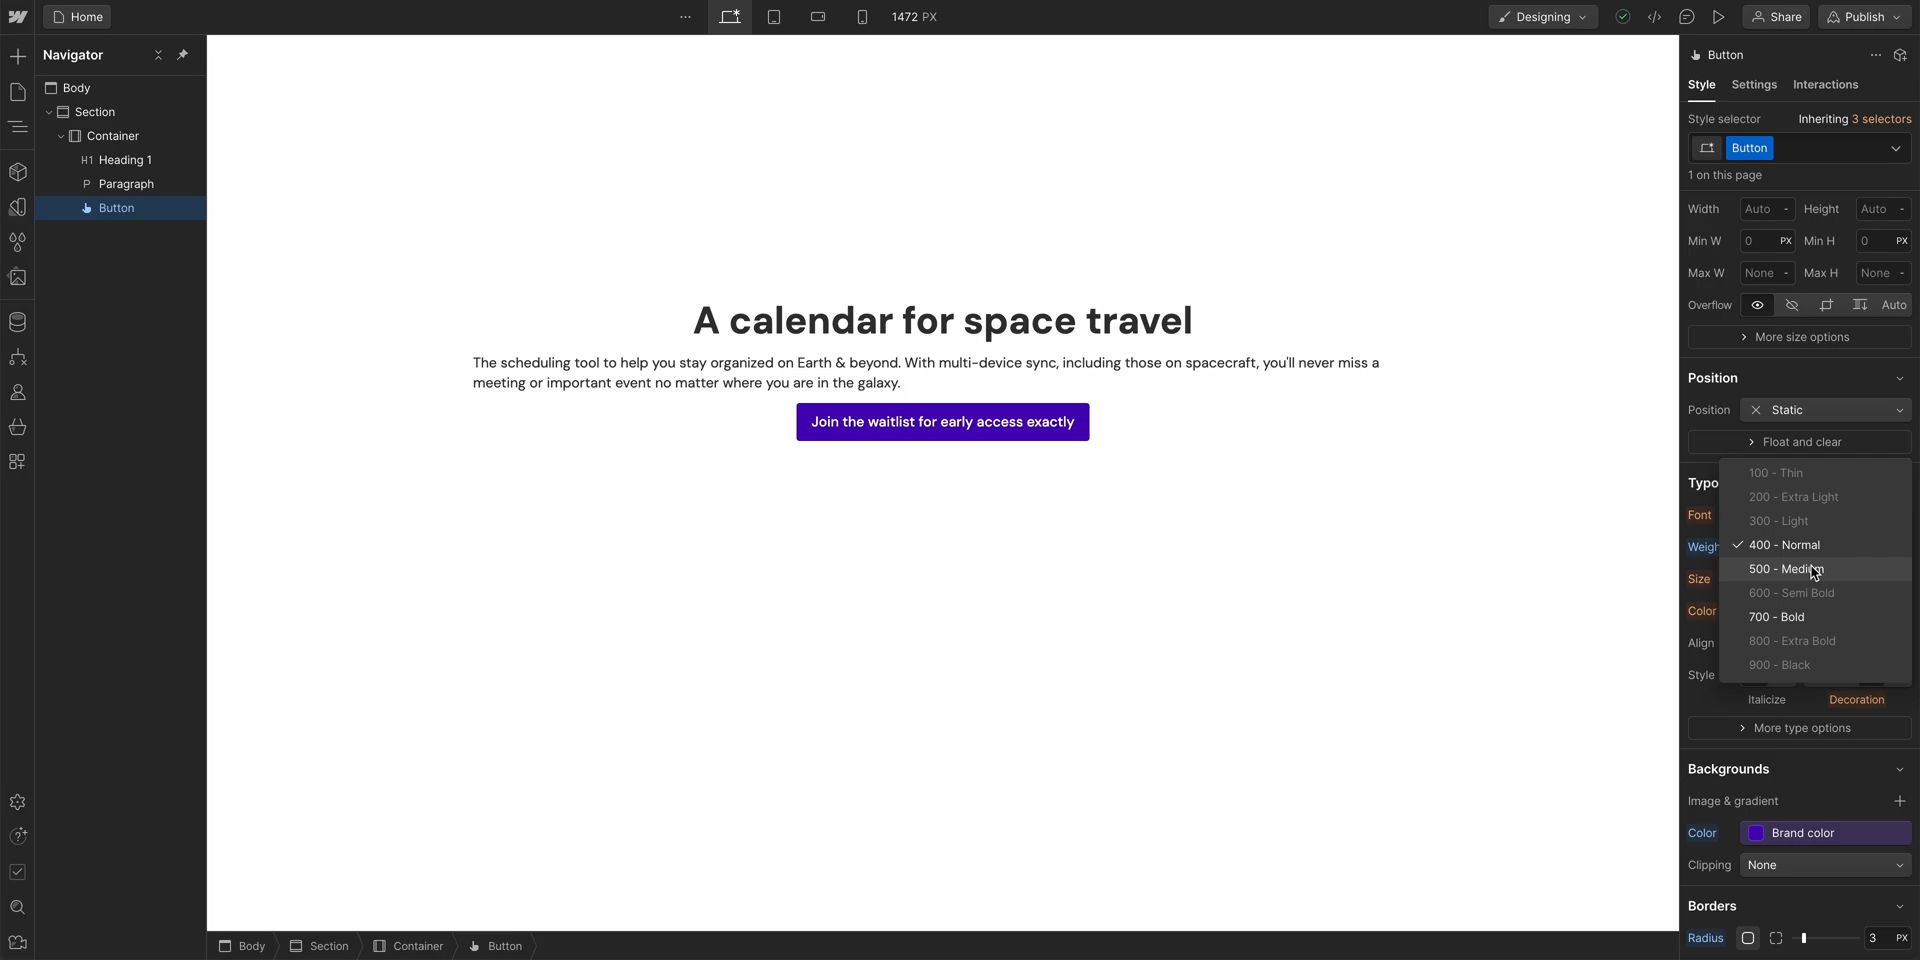 Home
1472 PX
Designing
Share
Publish
Navigator
Body
Section
Container
H1 Heading 1
P Paragraph
Button
A calendar for space travel
The scheduling tool to help you stay organized on Earth & beyond. With multi-device sync, including those on spacecraft, you'll never miss a
meeting or important event no matter where you are in the galaxy.
Join the waitlist for early access exactly
Body
Section
Container
Button
Button
Style Settings Interactions
Style selector Inheriting 3 selectors
Button
1 on this page
Width Auto - Height Auto -
Min W 0 PX Min H 0 PX
Max W None - Max H None -
Overflow Auto
More size options
Position
Position Static
Float and clear
Typo
Font
Weigh
Size
Color
Align
Style
100 - Thin
200 - Extra Light
300 - Light
400 - Normal
500 - Medium
600 - Semi Bold
700 - Bold
800 - Extra Bold
900 - Black
Italicize Decoration
More type options
Backgrounds
Image & gradient
Color Brand color
Clipping None
Borders
Radius 3 PX